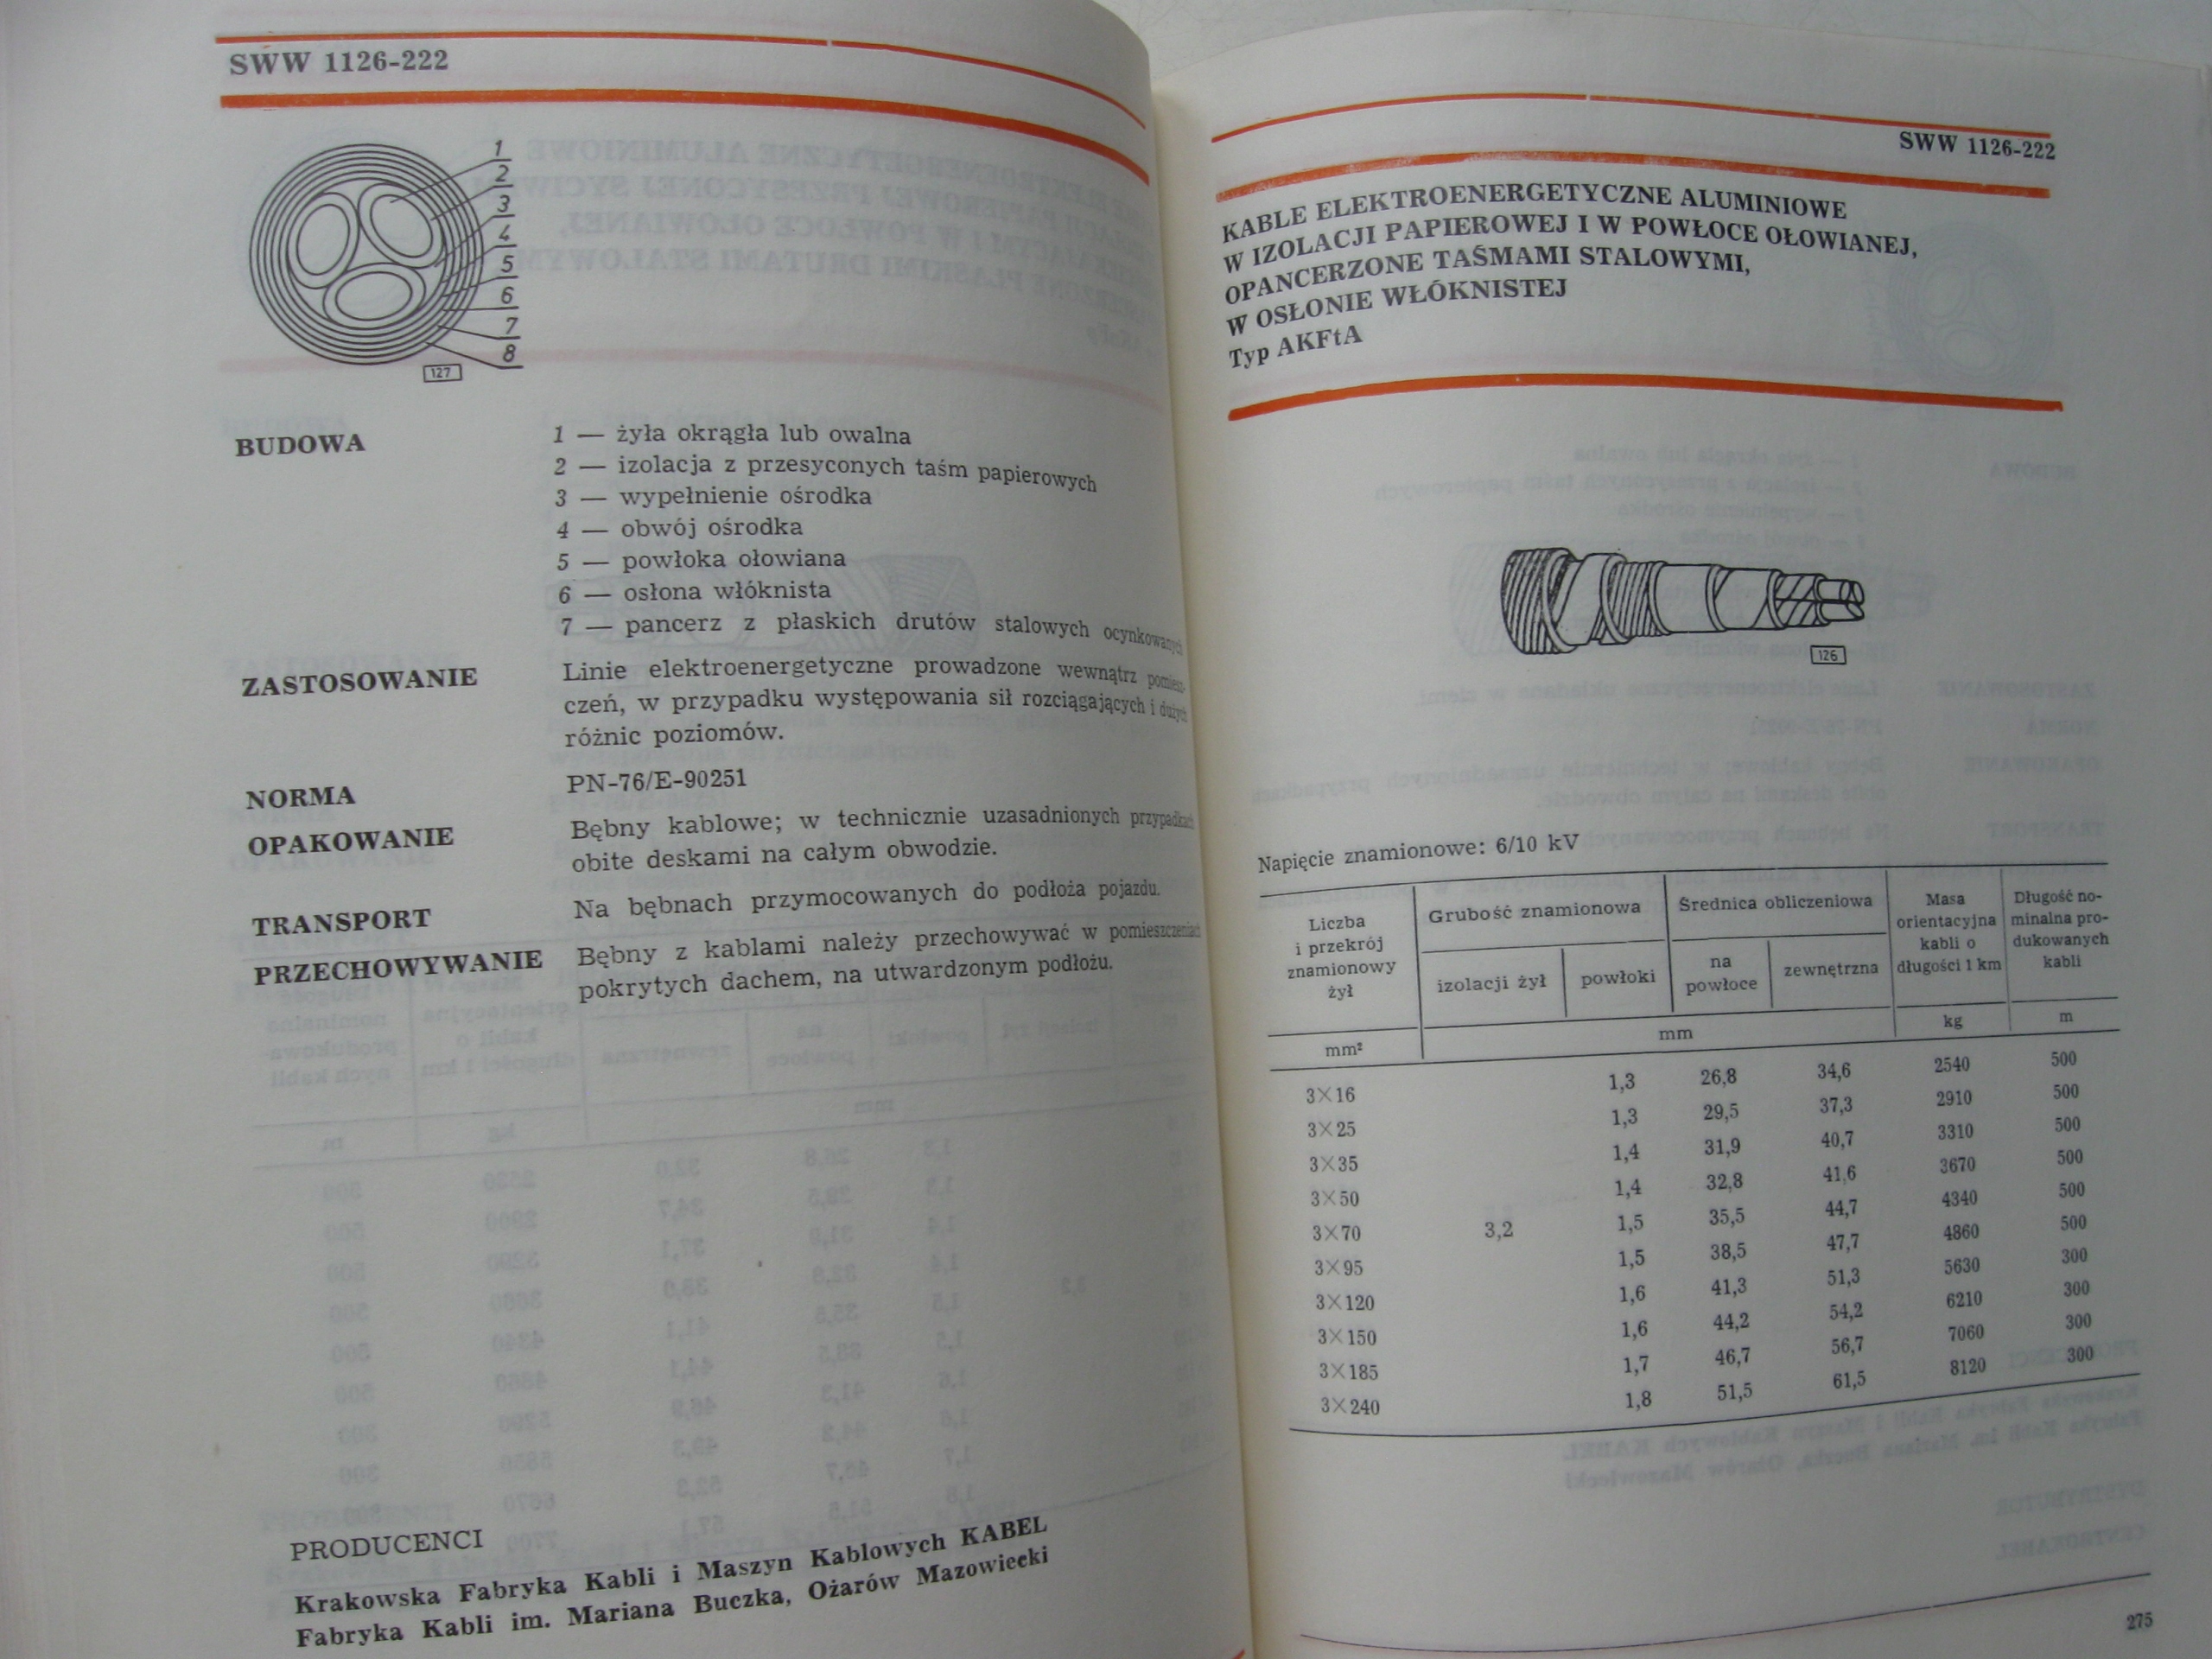 SWW 1126-222
1
2
3
4
5
6
7
8
127
BUDOWA
1 — żyła okrągła lub owalna
2 — izolacja z przesyconych taśm papierowych
3 — wypełnienie ośrodka
4 — obwój ośrodka
5 — powłoka ołowiana
6 — osłona włóknista
7 — pancerz z płaskich drutów stalowych ocynkowanych
ZASTOSOWANIE
Linie elektroenergetyczne prowadzone wewnątrz pomiesz-
czeń, w przypadku występowania sił rozciągających i dużych
różnic poziomów.
NORMA
PN-76/E-90251
OPAKOWANIE
Bębny kablowe; w technicznie uzasadnionych przypadkach
obite deskami na całym obwodzie.
TRANSPORT
Na bębnach przymocowanych do podłoża pojazdu.
PRZECHOWYWANIE
Bębny z kablami należy przechowywać w pomieszczeniach
pokrytych dachem, na utwardzonym podłożu.
PRODUCENCI
Krakowska Fabryka Kabli i Maszyn Kablowych KABEL
Fabryka Kabli im. Mariana Buczka, Ożarów Mazowiecki
SWW 1126-222
KABLE ELEKTROENERGETYCZNE ALUMINIOWE
W IZOLACJI PAPIEROWEJ I W POWŁOCE OŁOWIANEJ,
OPANCERZONE TAŚMAMI STALOWYMI,
W OSŁONIE WŁÓKNISTEJ
Typ AKFtA
126
Napięcie znamionowe: 6/10 kV
Liczba i przekrój znamionowy żył
Grubość znamionowa
Średnica obliczeniowa
Masa orientacyjna kabli o długości 1 km
Długość no-minalna pro-dukowanych kabli
izolacji żył powłoki na powłoce zewnętrzna
mm² mm kg m
3×16 1,3 26,8 34,6 2540 500
3×25 1,3 29,5 37,3 2910 500
3×35 1,4 31,9 40,7 3310 500
3×50 1,4 32,8 41,6 3670 500
3×70 3,2 1,5 35,5 44,7 4340 500
3×95 1,5 38,5 47,7 4860 500
3×120 1,6 41,3 51,3 5630 300
3×150 1,6 44,2 54,2 6210 300
3×185 1,7 46,7 56,7 7060 300
3×240 1,8 51,5 61,5 8120 300
275